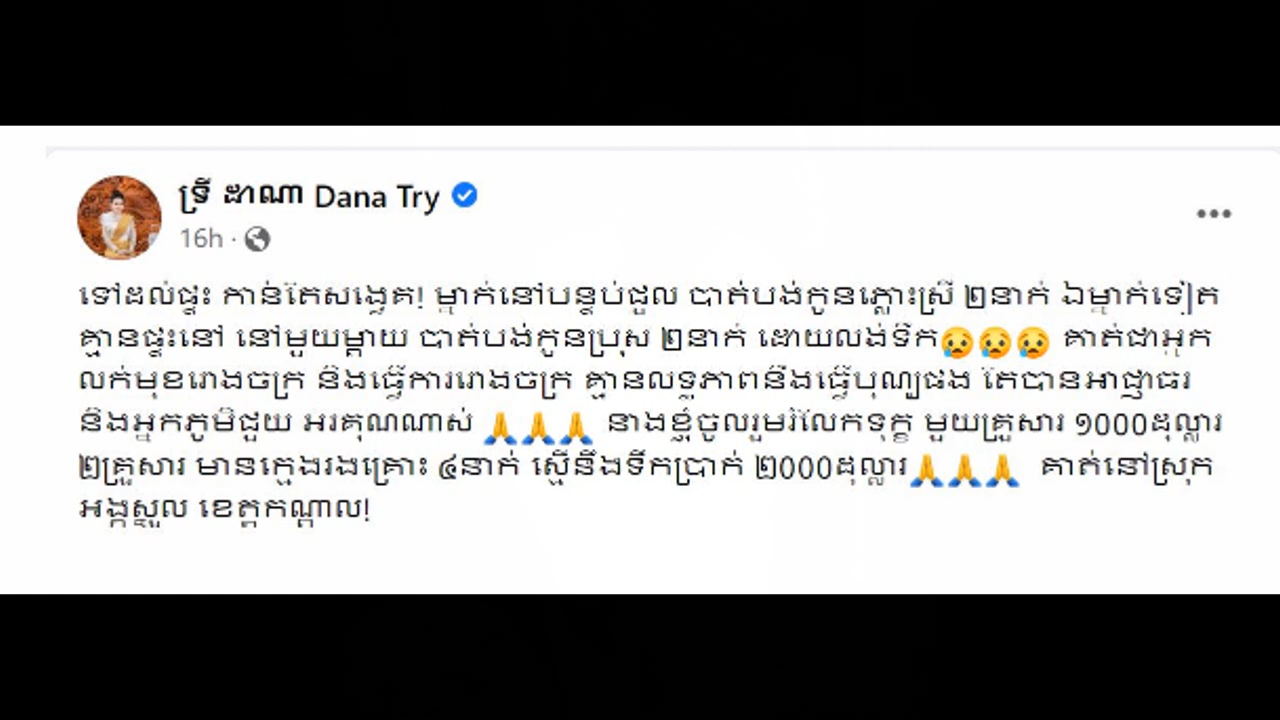 ទ្រី ដាណា Dana Try
16h ·
ទៅដល់ផ្ទះ កាន់តែសង្វេគ! ម្នាក់នៅបន្ទប់ជួល បាត់បង់កូនភ្លោះស្រី ២នាក់ ឯម្នាក់ទៀត
គ្មានផ្ទះនៅ នៅមួយម្តាយ បាត់បង់កូនប្រុស ២នាក់ ដោយលង់ទឹក😢😢😢 គាត់ជាអ្នក
លក់មុខរោងចក្រ និងធ្វើការរោងចក្រ គ្មានលទ្ធភាពនឹងធ្វើបុណ្យផង តែបានអាជ្ញាធរ
និងអ្នកភូមិជួយ អរគុណណាស់ 🙏🙏🙏 នាងខ្ញុំចូលរួមរំលែកទុក្ខ មួយគ្រួសារ ១០០០ដុល្លារ
២គ្រួសារ មានក្មេងរងគ្រោះ ៤នាក់ ស្មើនឹងទឹកប្រាក់ ២០០០ដុល្លារ🙏🙏🙏 គាត់នៅស្រុក
អង្គស្នួល ខេត្តកណ្តាល!